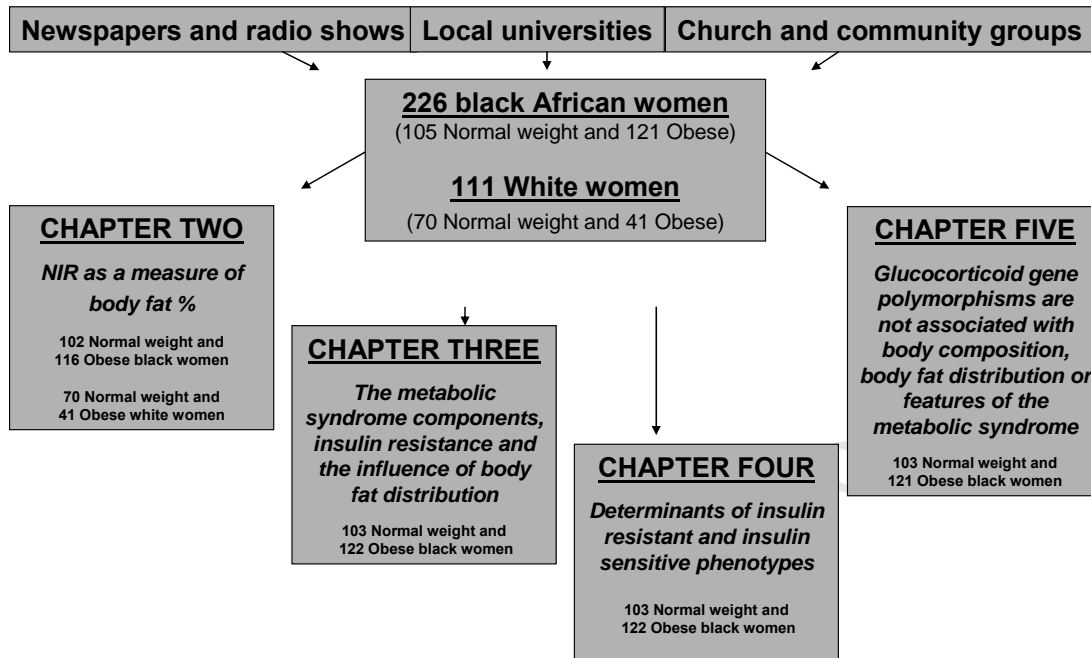 Newspapers and radio shows
Local universities
Church and community groups
226 black African women
(105 Normal weight and 121 Obese)
111 White women
(70 Normal weight and 41 Obese)
CHAPTER TWO
NIR as a measure of
body fat %
102 Normal weight and
116 Obese black women
70 Normal weight and
41 Obese white women
CHAPTER THREE
The metabolic
syndrome components,
insulin resistance and
the influence of body
fat distribution
103 Normal weight and
122 Obese black women
CHAPTER FOUR
Determinants of insulin
resistant and insulin
sensitive phenotypes
103 Normal weight and
122 Obese black women
CHAPTER FIVE
Glucocorticoid gene
polymorphisms are
not associated with
body composition,
body fat distribution or
features of the
metabolic syndrome
103 Normal weight and
121 Obese black women